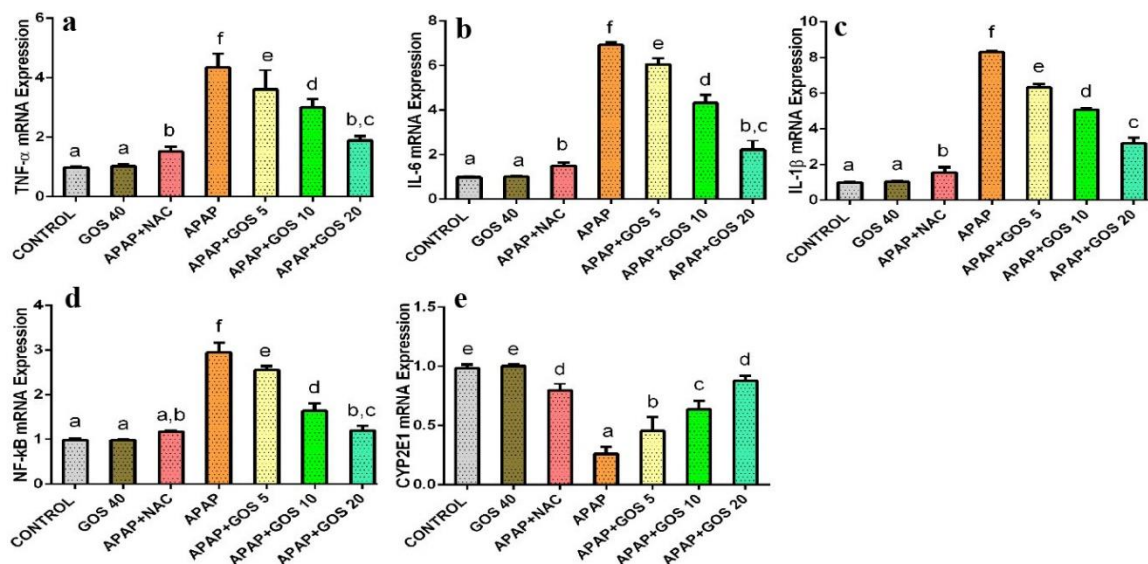 a
TNF-α mRNA Expression
6
4
2
0
a
a
b
f
e
d
b,c
CONTROL
GOS 40
APAP+NAC
APAP
APAP+GOS 5
APAP+GOS 10
APAP+GOS 20
b
IL-6 mRNA Expression
8
6
4
2
0
a
a
b
f
e
d
b,c
CONTROL
GOS 40
APAP+NAC
APAP
APAP+GOS 5
APAP+GOS 10
APAP+GOS 20
c
IL-1β mRNA Expression
10
8
6
4
2
0
a
a
b
f
e
d
c
CONTROL
GOS 40
APAP+NAC
APAP
APAP+GOS 5
APAP+GOS 10
APAP+GOS 20
d
NF-kB mRNA Expression
4
3
2
1
0
a
a
a,b
f
e
d
b,c
CONTROL
GOS 40
APAP+NAC
APAP
APAP+GOS 5
APAP+GOS 10
APAP+GOS 20
e
CYP2E1 mRNA Expression
1.5
1.0
0.5
0.0
e
e
d
a
b
c
d
CONTROL
GOS 40
APAP+NAC
APAP
APAP+GOS 5
APAP+GOS 10
APAP+GOS 20